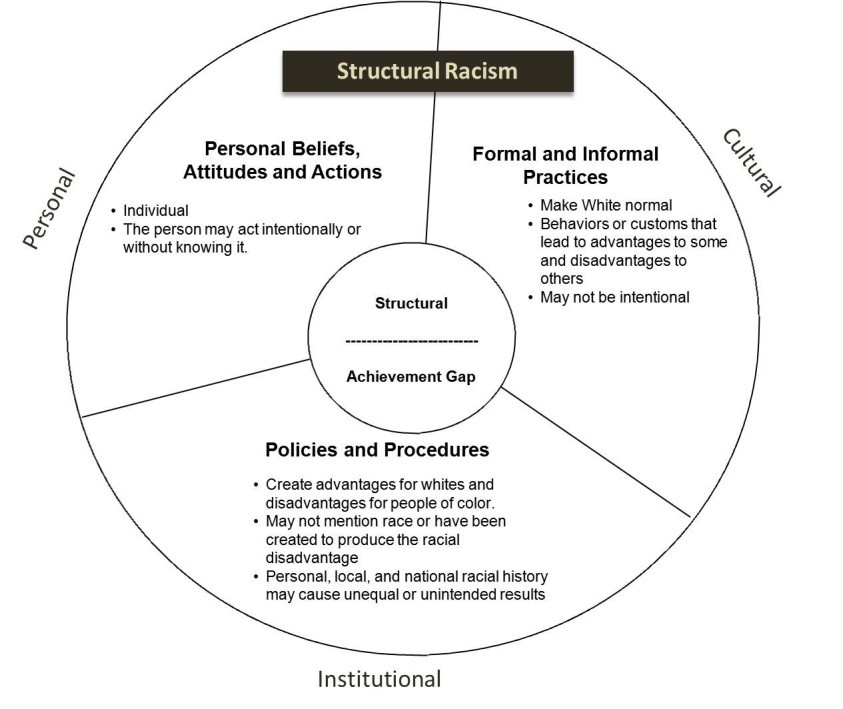 Structural Racism
Personal
Personal Beliefs,
Attitudes and Actions
• Individual
• The person may act intentionally or
without knowing it.
Cultural
Formal and Informal
Practices
• Make White normal
• Behaviors or customs that
lead to advantages to some
and disadvantages to
others
• May not be intentional
Structural
--------------------------
Achievement Gap
Policies and Procedures
• Create advantages for whites and
disadvantages for people of color.
• May not mention race or have been
created to produce the racial
disadvantage
• Personal, local, and national racial history
may cause unequal or unintended results
Institutional